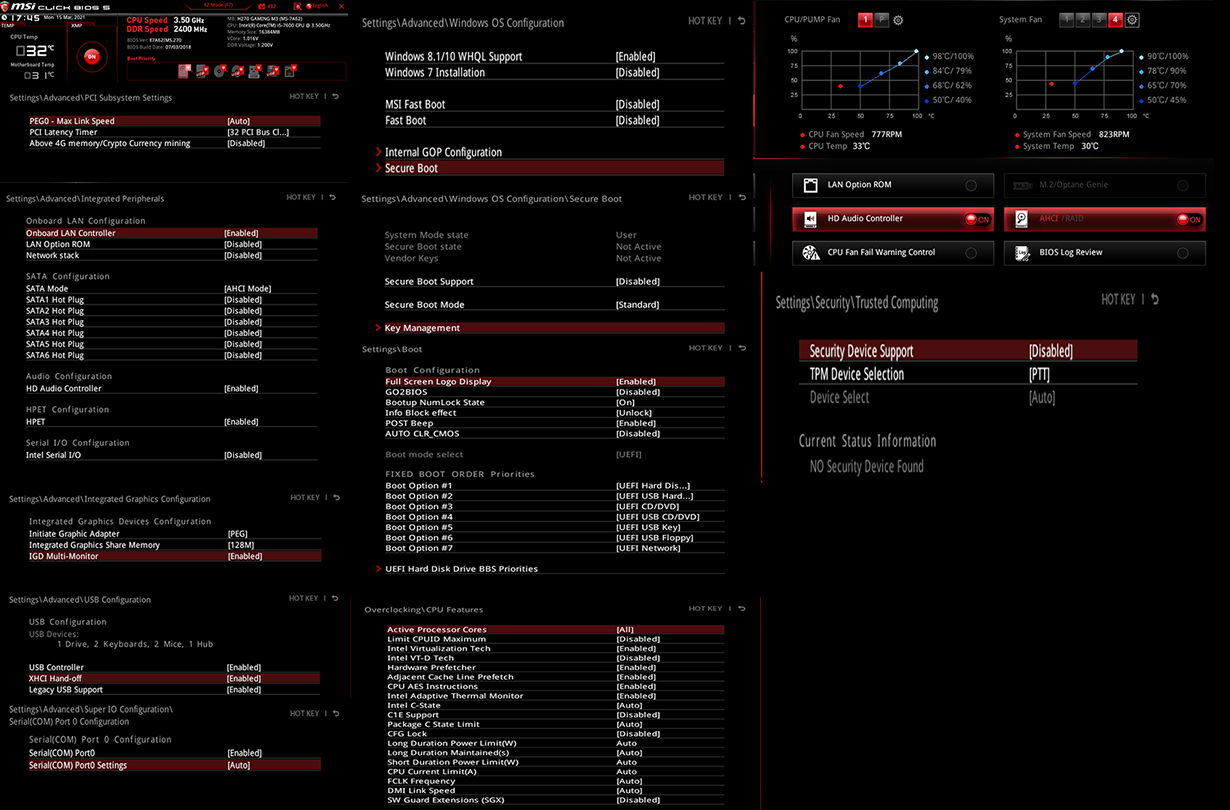 msi CLICK BIOS 5
EZ Mode (F7)
F12
English
X
17:45 Mon 15 Mar, 2021
TEMP
XMP
CPU Temp
32°C
Motherboard Temp
31°C
ON
CPU Speed 3.50 GHz
DDR Speed 2400 MHz
BIOS Ver: E7A62IMS.270
BIOS Build Date: 07/03/2018
Boot Priority
MB: H270 GAMING M3 (MS-7A62)
CPU: Intel(R) Core(TM) i5-7600 CPU @ 3.50GHz
Memory Size: 16384MB
VCore: 1.016V
DDR Voltage: 1.200V
Settings\Advanced\PCI Subsystem Settings HOT KEY |
PEG0 - Max Link Speed [Auto]
PCI Latency Timer [32 PCI Bus Cl...]
Above 4G memory/Crypto Currency mining [Disabled]
Settings\Advanced\Integrated Peripherals HOT KEY |
Onboard LAN Configuration
Onboard LAN Controller [Enabled]
LAN Option ROM [Disabled]
Network stack [Disabled]
SATA Configuration
SATA Mode [AHCI Mode]
SATA1 Hot Plug [Disabled]
SATA2 Hot Plug [Disabled]
SATA3 Hot Plug [Disabled]
SATA4 Hot Plug [Disabled]
SATA5 Hot Plug [Disabled]
SATA6 Hot Plug [Disabled]
Audio Configuration
HD Audio Controller [Enabled]
HPET Configuration
HPET [Enabled]
Serial I/O Configuration
Intel Serial I/O [Disabled]
Settings\Advanced\Integrated Graphics Configuration HOT KEY |
Integrated Graphics Devices Configuration
Initiate Graphic Adapter [PEG]
Integrated Graphics Share Memory [128M]
IGD Multi-Monitor [Enabled]
Settings\Advanced\USB Configuration HOT KEY |
USB Configuration
USB Devices:
1 Drive, 2 Keyboards, 2 Mice, 1 Hub
USB Controller [Enabled]
XHCI Hand-off [Enabled]
Legacy USB Support [Enabled]
Settings\Advanced\Super IO Configuration\
Serial(COM) Port 0 Configuration HOT KEY |
Serial(COM) Port 0 Configuration
Serial(COM) Port0 [Enabled]
Serial(COM) Port0 Settings [Auto]
Settings\Advanced\Windows OS Configuration HOT KEY |
Windows 8.1/10 WHQL Support [Enabled]
Windows 7 Installation [Disabled]
MSI Fast Boot [Disabled]
Fast Boot [Disabled]
> Internal GOP Configuration
> Secure Boot
Settings\Advanced\Windows OS Configuration\Secure Boot HOT KEY |
System Mode state User
Secure Boot state Not Active
Vendor Keys Not Active
Secure Boot Support [Disabled]
Secure Boot Mode [Standard]
> Key Management
Settings\Boot HOT KEY |
Boot Configuration
Full Screen Logo Display [Enabled]
GO2BIOS [Disabled]
Bootup NumLock State [On]
Info Block effect [Unlock]
POST Beep [Enabled]
AUTO CLR_CMOS [Disabled]
Boot mode select [UEFI]
FIXED BOOT ORDER Priorities
Boot Option #1 [UEFI Hard Dis...]
Boot Option #2 [UEFI USB Hard...]
Boot Option #3 [UEFI CD/DVD]
Boot Option #4 [UEFI USB CD/DVD]
Boot Option #5 [UEFI USB Key]
Boot Option #6 [UEFI USB Floppy]
Boot Option #7 [UEFI Network]
> UEFI Hard Disk Drive BBS Priorities
Overclocking\CPU Features HOT KEY |
Active Processor Cores [All]
Limit CPUID Maximum [Disabled]
Intel Virtualization Tech [Enabled]
Intel VT-D Tech [Disabled]
Hardware Prefetcher [Enabled]
Adjacent Cache Line Prefetch [Enabled]
CPU AES Instructions [Enabled]
Intel Adaptive Thermal Monitor [Enabled]
Intel C-State [Auto]
C1E Support [Disabled]
Package C State Limit [Auto]
CFG Lock [Disabled]
Long Duration Power Limit(W) Auto
Long Duration Maintained(s) [Auto]
Short Duration Power Limit(W) Auto
CPU Current Limit(A) Auto
FCLK Frequency [Auto]
DMI Link Speed [Auto]
SW Guard Extensions (SGX) [Disabled]
CPU/PUMP Fan 1 P
%
100
75
50
25
0 25 50 75 100 °C
98°C/100%
84°C/ 79%
68°C/ 62%
50°C/ 40%
CPU Fan Speed 777RPM
CPU Temp 33°C
System Fan 1 2 3 4
%
100
75
50
25
0 25 50 75 100 °C
90°C/100%
78°C/ 90%
65°C/ 70%
50°C/ 45%
System Fan Speed 823RPM
System Temp 30°C
LAN Option ROM
M.2/Optane Genie
HD Audio Controller ON
AHCI /RAID ON
CPU Fan Fail Warning Control
BIOS Log Review
Settings\Security\Trusted Computing HOT KEY |
Security Device Support [Disabled]
TPM Device Selection [PTT]
Device Select [Auto]
Current Status Information
NO Security Device Found